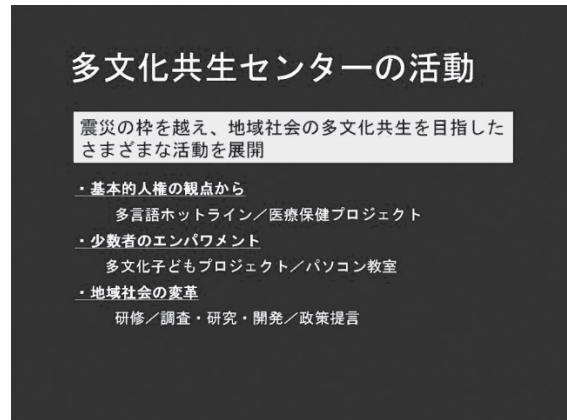 多文化共生センターの活動
震災の枠を越え、地域社会の多文化共生を目指した
さまざまな活動を展開
・基本的人権の観点から
多言語ホットライン／医療保健プロジェクト
・少数者のエンパワメント
多文化子どもプロジェクト／パソコン教室
・地域社会の変革
研修／調査・研究・開発／政策提言